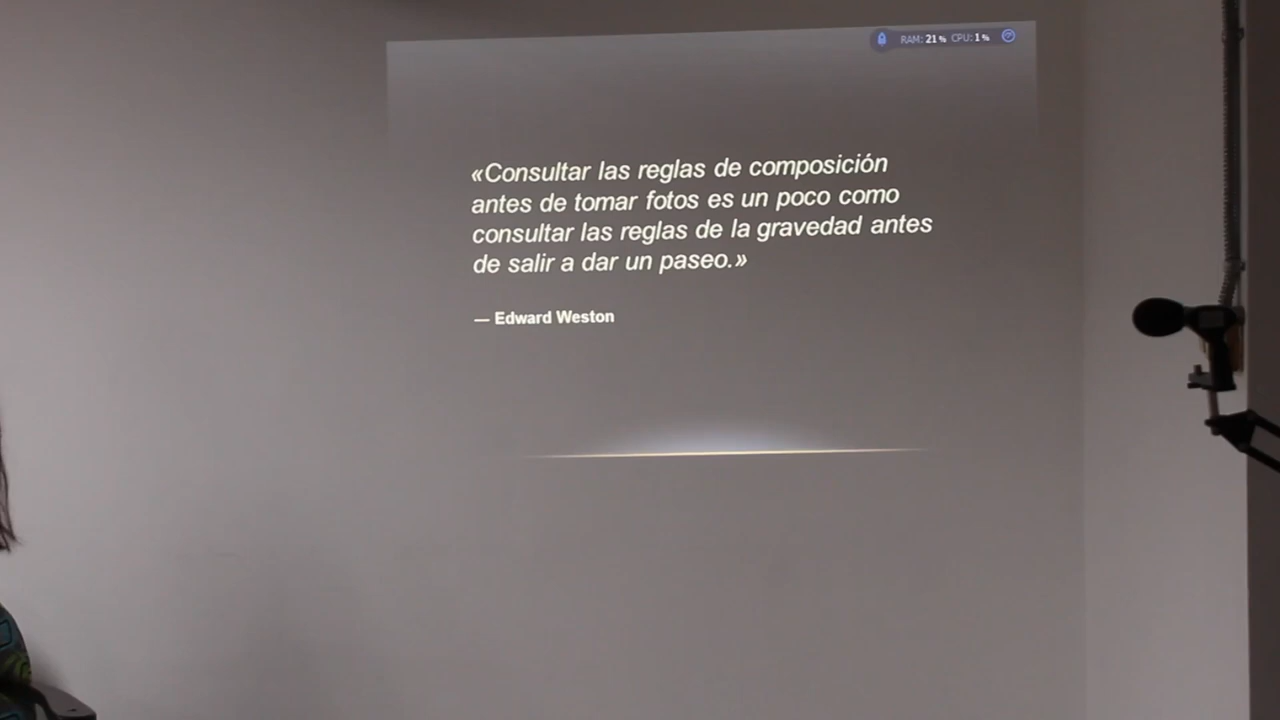 RAM: 21% CPU: 1%
«Consultar las reglas de composición
antes de tomar fotos es un poco como
consultar las reglas de la gravedad antes
de salir a dar un paseo.»
— Edward Weston